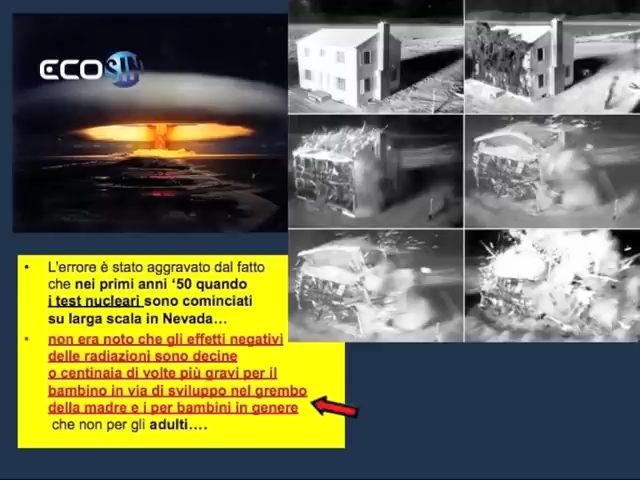 ECOSIN
• L'errore è stato aggravato dal fatto
che nei primi anni '50 quando
i test nucleari sono cominciati
su larga scala in Nevada…
• non era noto che gli effetti negativi
delle radiazioni sono decine
o centinaia di volte più gravi per il
bambino in via di sviluppo nel grembo
della madre e i per bambini in genere
che non per gli adulti….